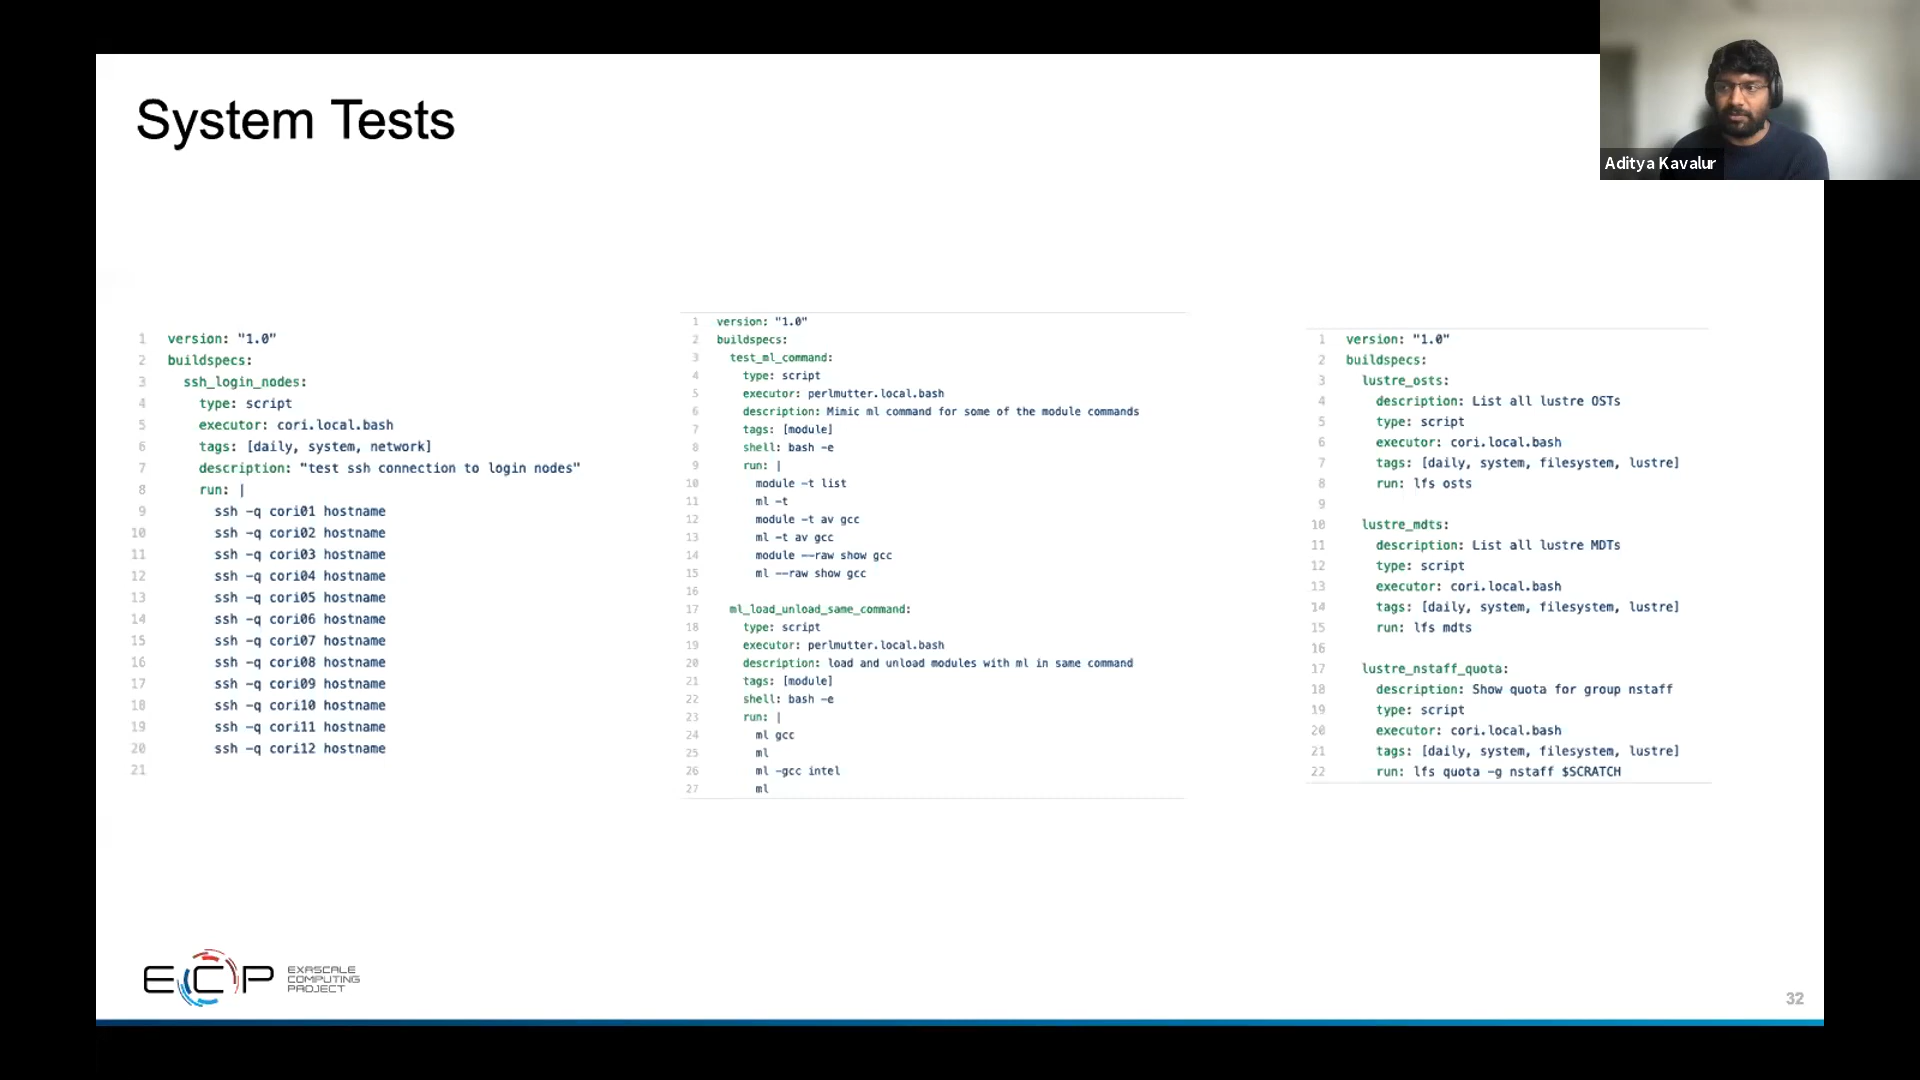 System Tests
Aditya Kavalur
1 version: "1.0"
2 buildspecs:
3 ssh_login_nodes:
4 type: script
5 executor: cori.local.bash
6 tags: [daily, system, network]
7 description: "test ssh connection to login nodes"
8 run: |
9 ssh -q cori01 hostname
10 ssh -q cori02 hostname
11 ssh -q cori03 hostname
12 ssh -q cori04 hostname
13 ssh -q cori05 hostname
14 ssh -q cori06 hostname
15 ssh -q cori07 hostname
16 ssh -q cori08 hostname
17 ssh -q cori09 hostname
18 ssh -q cori10 hostname
19 ssh -q cori11 hostname
20 ssh -q cori12 hostname
21
1 version: "1.0"
2 buildspecs:
3 test_ml_command:
4 type: script
5 executor: perlmutter.local.bash
6 description: Mimic ml command for some of the module commands
7 tags: [module]
8 shell: bash -e
9 run: |
10 module -t list
11 ml -t
12 module -t av gcc
13 ml -t av gcc
14 module --raw show gcc
15 ml --raw show gcc
16
17 ml_load_unload_same_command:
18 type: script
19 executor: perlmutter.local.bash
20 description: load and unload modules with ml in same command
21 tags: [module]
22 shell: bash -e
23 run: |
24 ml gcc
25 ml
26 ml -gcc intel
27 ml
1 version: "1.0"
2 buildspecs:
3 lustre_osts:
4 description: List all lustre OSTs
5 type: script
6 executor: cori.local.bash
7 tags: [daily, system, filesystem, lustre]
8 run: lfs osts
9
10 lustre_mdts:
11 description: List all lustre MDTs
12 type: script
13 executor: cori.local.bash
14 tags: [daily, system, filesystem, lustre]
15 run: lfs mdts
16
17 lustre_nstaff_quota:
18 description: Show quota for group nstaff
19 type: script
20 executor: cori.local.bash
21 tags: [daily, system, filesystem, lustre]
22 run: lfs quota -g nstaff $SCRATCH
ECP
EXASCALE
COMPUTING
PROJECT
32